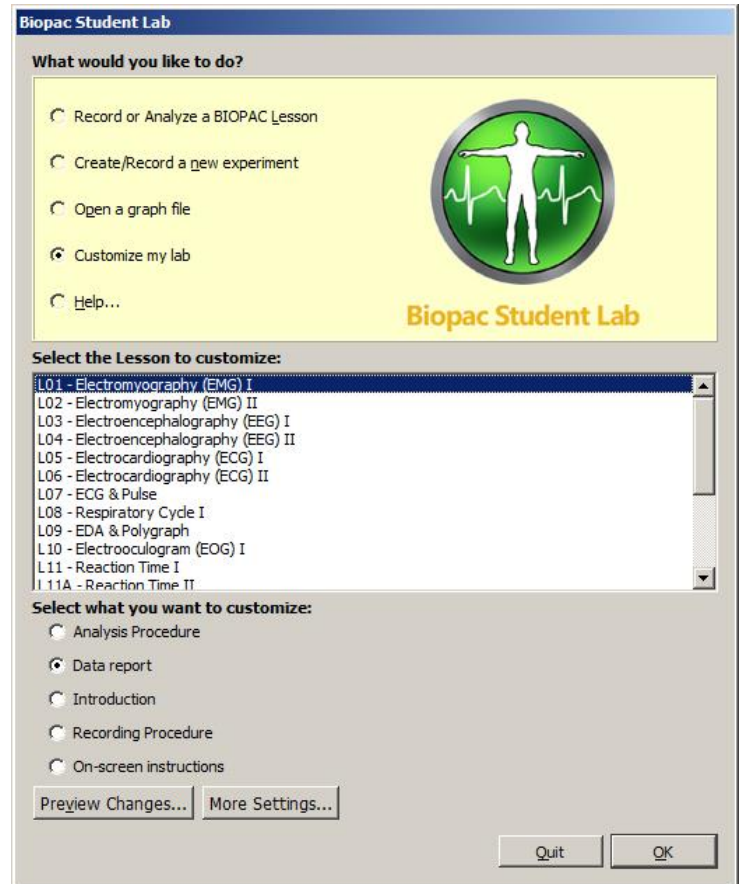 Biopac Student Lab
What would you like to do?
Record or Analyze a BIOPAC Lesson
Create/Record a new experiment
Open a graph file
Customize my lab
Help...
Biopac Student Lab
Select the Lesson to customize:
L01 - Electromyography (EMG) I
L02 - Electromyography (EMG) II
L03 - Electroencephalography (EEG) I
L04 - Electroencephalography (EEG) II
L05 - Electrocardiography (ECG) I
L06 - Electrocardiography (ECG) II
L07 - ECG & Pulse
L08 - Respiratory Cycle I
L09 - EDA & Polygraph
L10 - Electrooculogram (EOG) I
L11 - Reaction Time I
L11A - Reaction Time II
Select what you want to customize:
Analysis Procedure
Data report
Introduction
Recording Procedure
On-screen instructions
Preview Changes... More Settings...
Quit OK